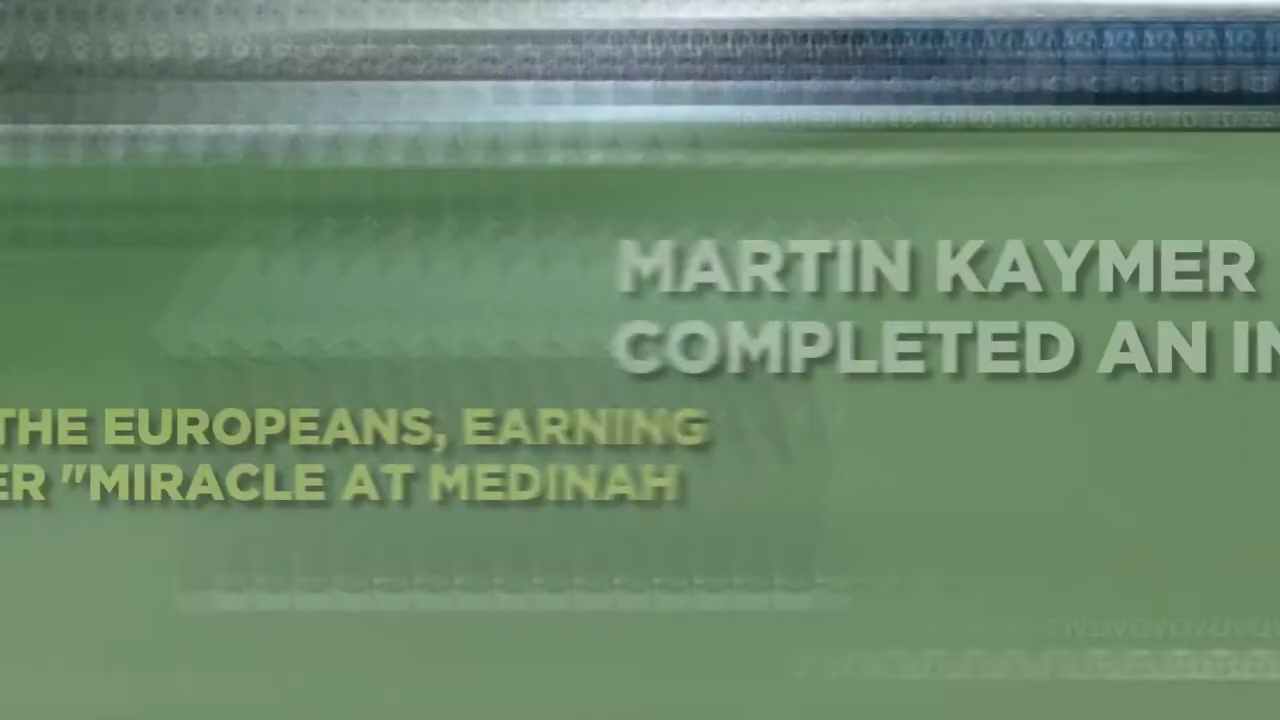 MARTIN KAYMER
COMPLETED AN IN
THE EUROPEANS, EARNING
ER "MIRACLE AT MEDINAH